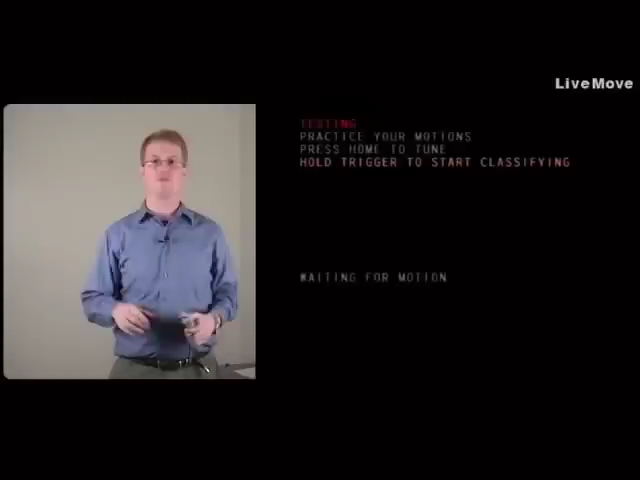 LiveMove
TESTING
PRACTICE YOUR MOTIONS
PRESS HOME TO TUNE
HOLD TRIGGER TO START CLASSIFYING
WAITING FOR MOTION